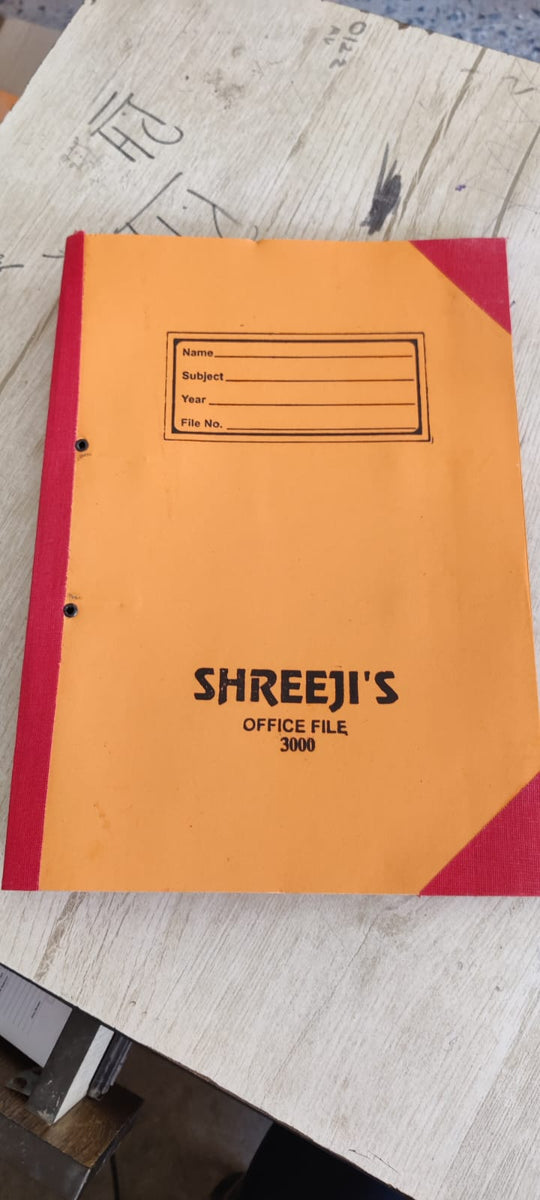 Name
Subject
Year
File No.
SHREEJI'S
OFFICE FILE
3000